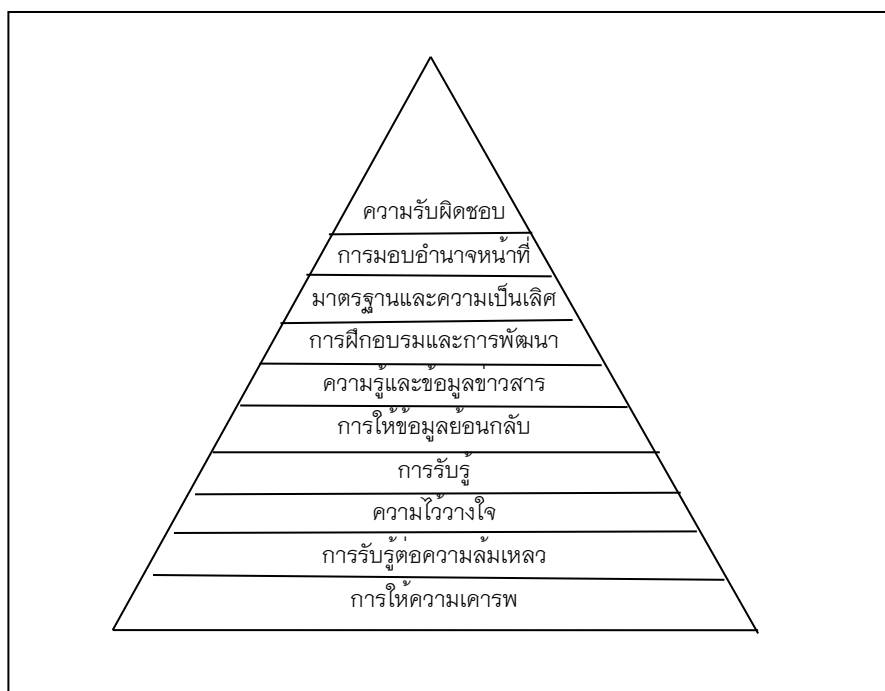 ความรับผิดชอบ
การมอบอำนาจหน้าที่
มาตรฐานและความเป็นเลิศ
การฝึกอบรมและการพัฒนา
ความรู้และข้อมูลข่าวสาร
การให้ข้อมูลย้อนกลับ
การรับรู้
ความไว้วางใจ
การรับรู้ต่อความล้มเหลว
การให้ความเคารพ